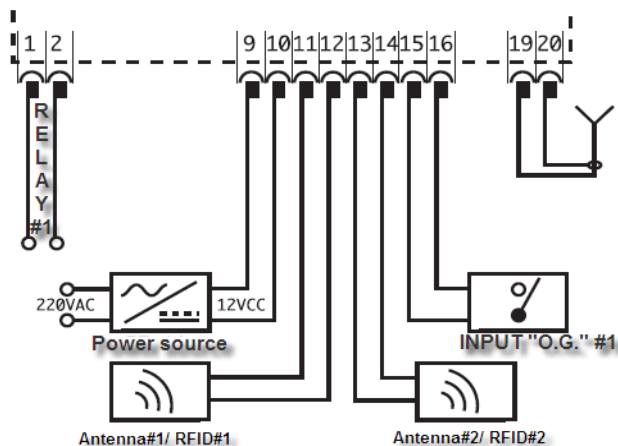 1 2 9 10 11 12 13 14 15 16 19 20
RELAY
#1
220VAC 12VCC
Power source
INPUT "O.G." #1
Antenna#1/ RFID#1
Antenna#2/ RFID#2